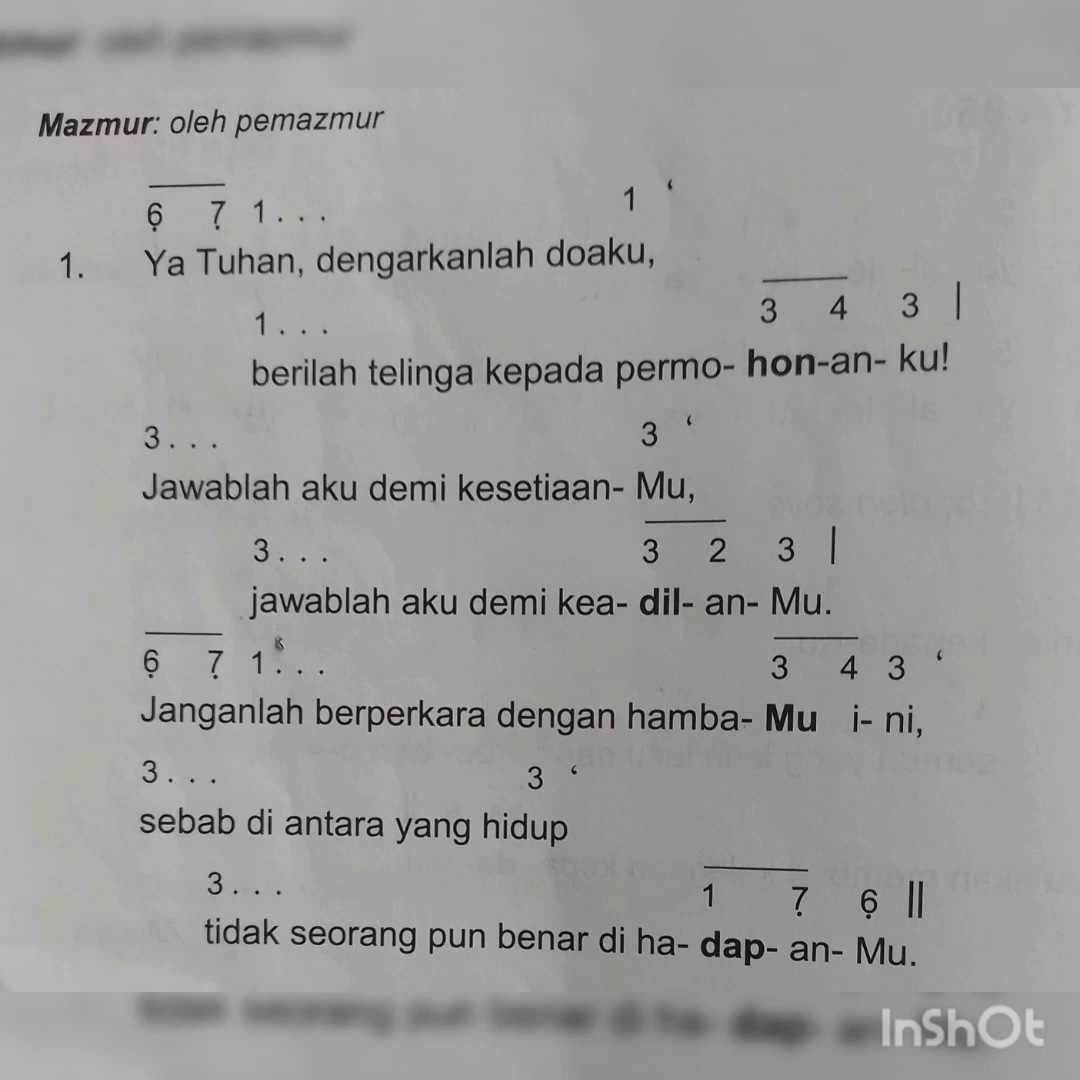 Mazmur: oleh pemazmur
6̣ 7̣ 1 . . . 1 ‘
1. Ya Tuhan, dengarkanlah doaku,
1 . . . 3 4 3 |
berilah telinga kepada permo- hon-an- ku!
3 . . . 3 ‘
Jawablah aku demi kesetiaan- Mu,
3 . . . 3 2 3 |
jawablah aku demi kea- dil- an- Mu.
6̣ 7̣ 1 . . . 3 4 3 ‘
Janganlah berperkara dengan hamba- Mu i- ni,
3 . . . 3 ‘
sebab di antara yang hidup
3 . . . 1 7̣ 6̣ ||
tidak seorang pun benar di ha- dap- an- Mu.
InShOt